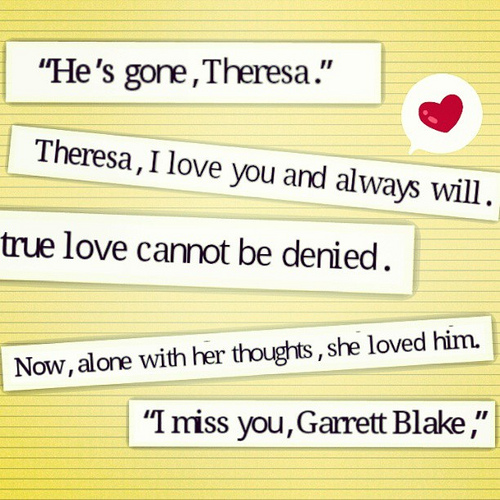 “He’s gone, Theresa.”
Theresa, I love you and always will.
true love cannot be denied.
Now, alone with her thoughts, she loved him.
“I miss you, Garrett Blake,”